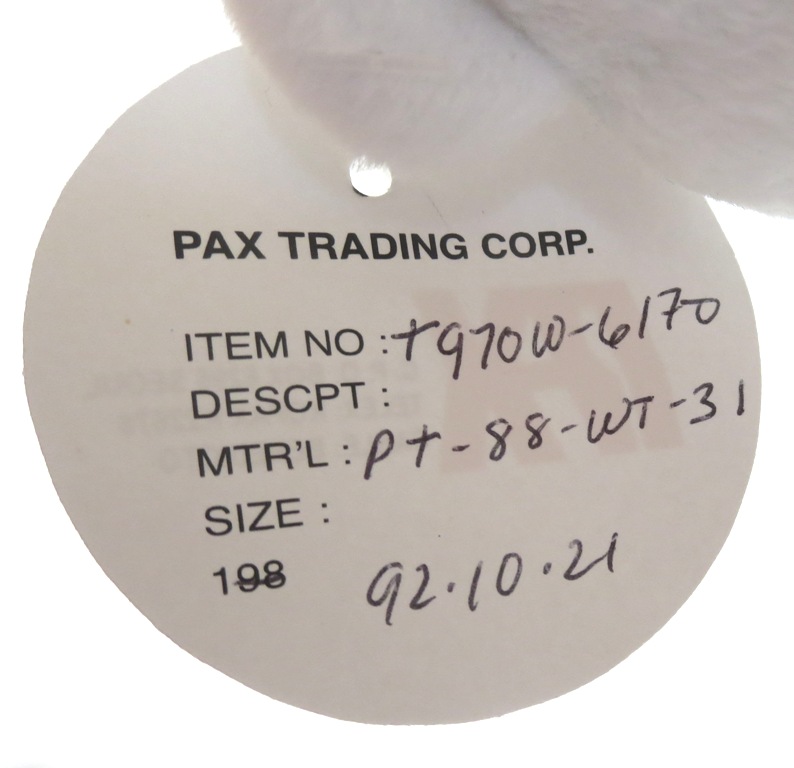 PAX TRADING CORP.
ITEM NO : T970W-6170
DESCPT :
MTR'L : PT-88-WT-31
SIZE :
198 92.10.21